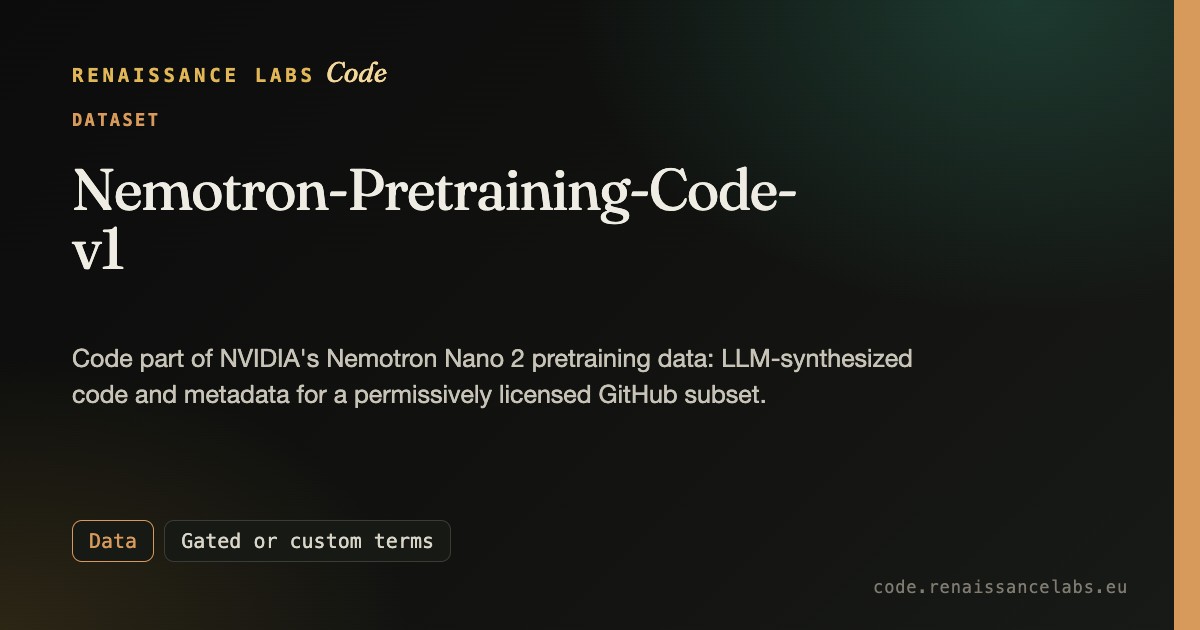 RENAISSANCE LABS Code
DATASET
Nemotron-Pretraining-Code-
v1
Code part of NVIDIA's Nemotron Nano 2 pretraining data: LLM-synthesized
code and metadata for a permissively licensed GitHub subset.
Data
Gated or custom terms
code.renaissancelabs.eu